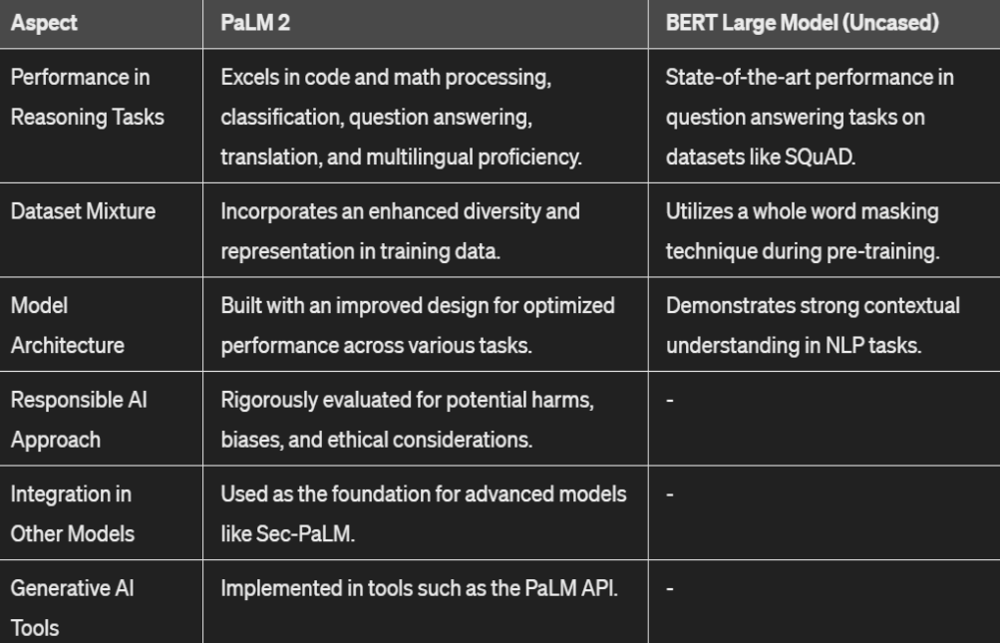 Aspect
PaLM 2
BERT Large Model (Uncased)
Performance in
Reasoning Tasks
Excels in code and math processing,
classification, question answering,
translation, and multilingual proficiency.
State-of-the-art performance in
question answering tasks on
datasets like SQuAD.
Dataset Mixture
Incorporates an enhanced diversity and
representation in training data.
Utilizes a whole word masking
technique during pre-training.
Model
Architecture
Built with an improved design for optimized
performance across various tasks.
Demonstrates strong contextual
understanding in NLP tasks.
Responsible AI
Approach
Rigorously evaluated for potential harms,
biases, and ethical considerations.
-
Integration in
Other Models
Used as the foundation for advanced models
like Sec-PaLM.
-
Generative AI
Tools
Implemented in tools such as the PaLM API.
-